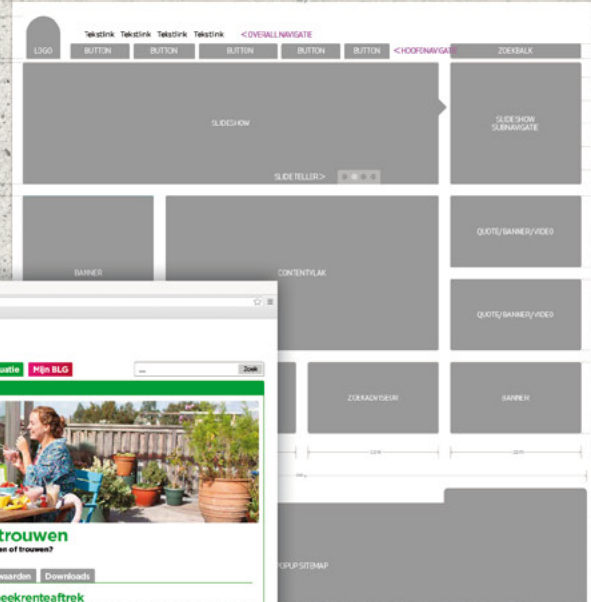 Tekstlink Tekstlink Tekstlink Tekstlink <OVERALL NAVIGATIE
LOGO BUTTON BUTTON BUTTON BUTTON BUTTON <HOOFDNAVIGATIE ZOEKBALK
SLIDESHOW
SLIDESHOW
SUBNAVIGATIE
SLIDE TELLER>
BANNER
CONTENTVLAK
QUOTE/BANNER/VIDEO
QUOTE/BANNER/VIDEO
uatie Mijn BLG ... Zoek
ZOEKADVISEUR
BANNER
trouwen
en of trouwen?
waarden Downloads
eekrenteaftrek
POPUP SITEMAP